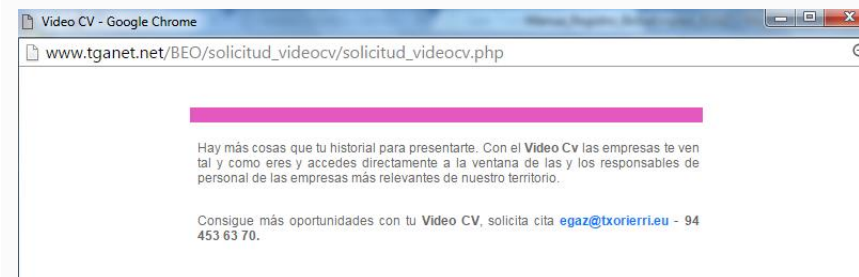 Video CV - Google Chrome
www.tganet.net/BEO/solicitud_videocv/solicitud_videocv.php
Hay más cosas que tu historial para presentarte. Con el Video Cv las empresas te ven
tal y como eres y accedes directamente a la ventana de las y los responsables de
personal de las empresas más relevantes de nuestro territorio.
Consigue más oportunidades con tu Video CV, solicita cita egaz@txorierri.eu - 94
453 63 70.